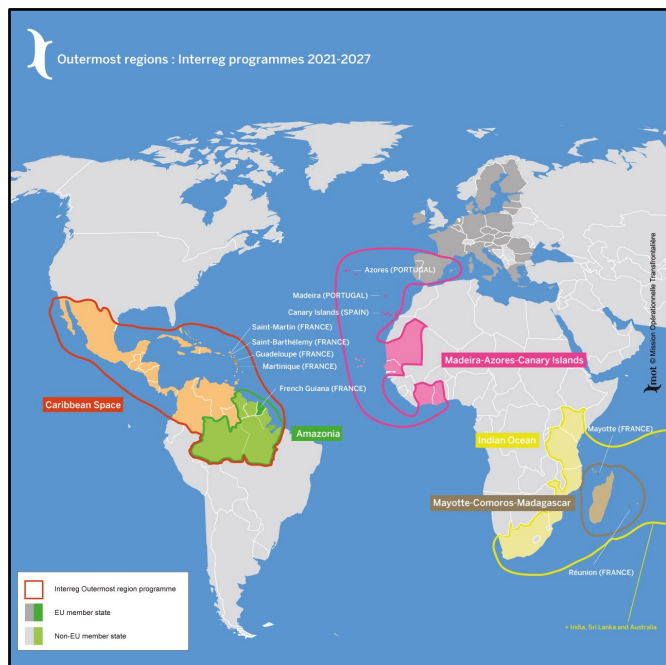 Outermost regions : Interreg programmes 2021-2027
Azores (PORTUGAL)
Madeira (PORTUGAL)
Canary Islands (SPAIN)
Saint-Martin (FRANCE)
Saint-Barthélemy (FRANCE)
Guadeloupe (FRANCE)
Martinique (FRANCE)
French Guiana (FRANCE)
Madeira-Azores-Canary Islands
Caribbean Space
Amazonia
Indian Ocean
Mayotte (FRANCE)
Mayotte-Comoros-Madagascar
Réunion (FRANCE)
Interreg Outermost region programme
EU member state
Non-EU member state
+ India, Sri Lanka and Australia
mot © Mission Opérationnelle Transfrontalière